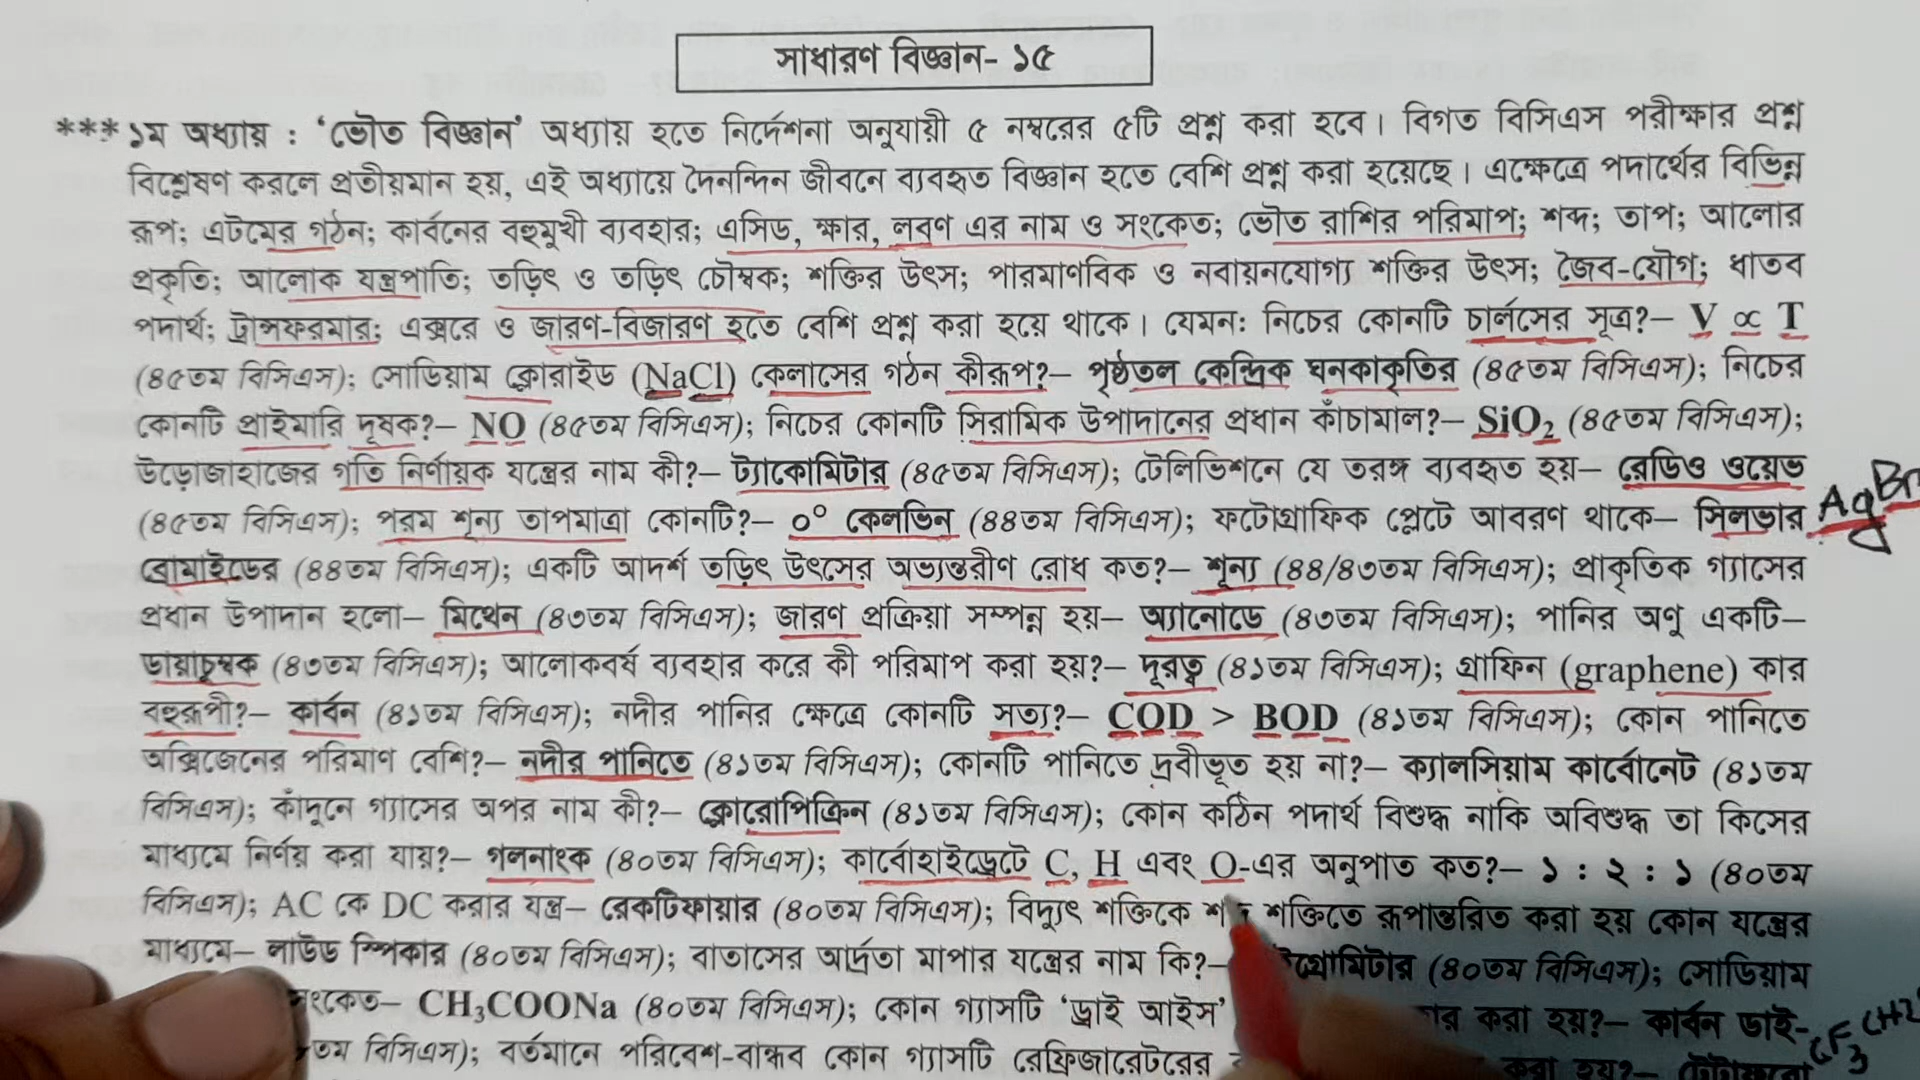 সাধারণ বিজ্ঞান- ১৫
***১ম অধ্যায় : ‘ভৌত বিজ্ঞান’ অধ্যায় হতে নির্দেশনা অনুযায়ী ৫ নম্বরের ৫টি প্রশ্ন করা হবে। বিগত বিসিএস পরীক্ষার প্রশ্ন
বিশ্লেষণ করলে প্রতীয়মান হয়, এই অধ্যায়ে দৈনন্দিন জীবনে ব্যবহৃত বিজ্ঞান হতে বেশি প্রশ্ন করা হয়েছে। এক্ষেত্রে পদার্থের বিভিন্ন
রূপ; এটমের গঠন; কার্বনের বহুমুখী ব্যবহার; এসিড, ক্ষার, লবণ এর নাম ও সংকেত; ভৌত রাশির পরিমাপ; শব্দ; তাপ; আলোর
প্রকৃতি; আলোক যন্ত্রপাতি; তড়িৎ ও তড়িৎ চৌম্বক; শক্তির উৎস; পারমাণবিক ও নবায়নযোগ্য শক্তির উৎস; জৈব-যৌগ; ধাতব
পদার্থ; ট্রান্সফরমার; এক্সরে ও জারণ-বিজারণ হতে বেশি প্রশ্ন করা হয়ে থাকে। যেমন: নিচের কোনটি চার্লসের সূত্র?– V ∝ T
(৪৫তম বিসিএস); সোডিয়াম ক্লোরাইড (NaCl) কেলাসের গঠন কীরূপ?– পৃষ্ঠতল কেন্দ্রিক ঘনকাকৃতির (৪৫তম বিসিএস); নিচের
কোনটি প্রাইমারি দূষক?– NO (৪৫তম বিসিএস); নিচের কোনটি সিরামিক উপাদানের প্রধান কাঁচামাল?– SiO₂ (৪৫তম বিসিএস);
উড়োজাহাজের গতি নির্ণায়ক যন্ত্রের নাম কী?– ট্যাকোমিটার (৪৫তম বিসিএস); টেলিভিশনে যে তরঙ্গ ব্যবহৃত হয়– রেডিও ওয়েভ
(৪৫তম বিসিএস); পরম শূন্য তাপমাত্রা কোনটি?– ০° কেলভিন (৪৪তম বিসিএস); ফটোগ্রাফিক প্লেটে আবরণ থাকে– সিলভার AgBr
ব্রোমাইডের (৪৪তম বিসিএস); একটি আদর্শ তড়িৎ উৎসের অভ্যন্তরীণ রোধ কত?– শূন্য (৪৪/৪৩তম বিসিএস); প্রাকৃতিক গ্যাসের
প্রধান উপাদান হলো– মিথেন (৪৩তম বিসিএস); জারণ প্রক্রিয়া সম্পন্ন হয়– অ্যানোডে (৪৩তম বিসিএস); পানির অণু একটি–
ডায়াচুম্বক (৪৩তম বিসিএস); আলোকবর্ষ ব্যবহার করে কী পরিমাপ করা হয়?– দূরত্ব (৪১তম বিসিএস); গ্রাফিন (graphene) কার
বহুরূপী?– কার্বন (৪১তম বিসিএস); নদীর পানির ক্ষেত্রে কোনটি সত্য?– COD > BOD (৪১তম বিসিএস); কোন পানিতে
অক্সিজেনের পরিমাণ বেশি?– নদীর পানিতে (৪১তম বিসিএস); কোনটি পানিতে দ্রবীভূত হয় না?– ক্যালসিয়াম কার্বোনেট (৪১তম
বিসিএস); কাঁদুনে গ্যাসের অপর নাম কী?– ক্লোরোপিক্রিন (৪১তম বিসিএস); কোন কঠিন পদার্থ বিশুদ্ধ নাকি অবিশুদ্ধ তা কিসের
মাধ্যমে নির্ণয় করা যায়?– গলনাংক (৪০তম বিসিএস); কার্বোহাইড্রেটে C, H এবং O-এর অনুপাত কত?– ১ : ২ : ১ (৪০তম
বিসিএস); AC কে DC করার যন্ত্র– রেকটিফায়ার (৪০তম বিসিএস); বিদ্যুৎ শক্তিকে শক্তিতে রূপান্তরিত করা হয় কোন যন্ত্রের
মাধ্যমে– লাউড স্পিকার (৪০তম বিসিএস); বাতাসের আর্দ্রতা মাপার যন্ত্রের নাম কি?– (৪০তম বিসিএস); সোডিয়াম
CH₃COONa (৪০তম বিসিএস); কোন গ্যাসটি ‘ড্রাই আইস’ করা হয়?– কার্বন ডাই-
বিসিএস); বর্তমানে পরিবেশ-বান্ধব কোন গ্যাসটি রেফ্রিজারেটরের করা হয়?–